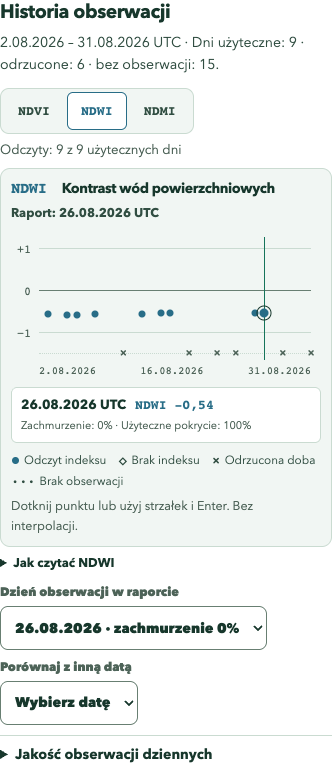 Historia obserwacji
2.08.2026 – 31.08.2026 UTC · Dni użyteczne: 9 ·
odrzucone: 6 · bez obserwacji: 15.
NDVI NDWI NDMI
Odczyty: 9 z 9 użytecznych dni
NDWI Kontrast wód powierzchniowych
Raport: 26.08.2026 UTC
+1
0
−1
2.08.2026 16.08.2026 31.08.2026
26.08.2026 UTC NDWI −0,54
Zachmurzenie: 0% · Użyteczne pokrycie: 100%
Odczyt indeksu Brak indeksu × Odrzucona doba
Brak obserwacji
Dotknij punktu lub użyj strzałek i Enter. Bez
interpolacji.
Jak czytać NDWI
Dzień obserwacji w raporcie
26.08.2026 · zachmurzenie 0%
Porównaj z inną datą
Wybierz datę
Jakość obserwacji dziennych